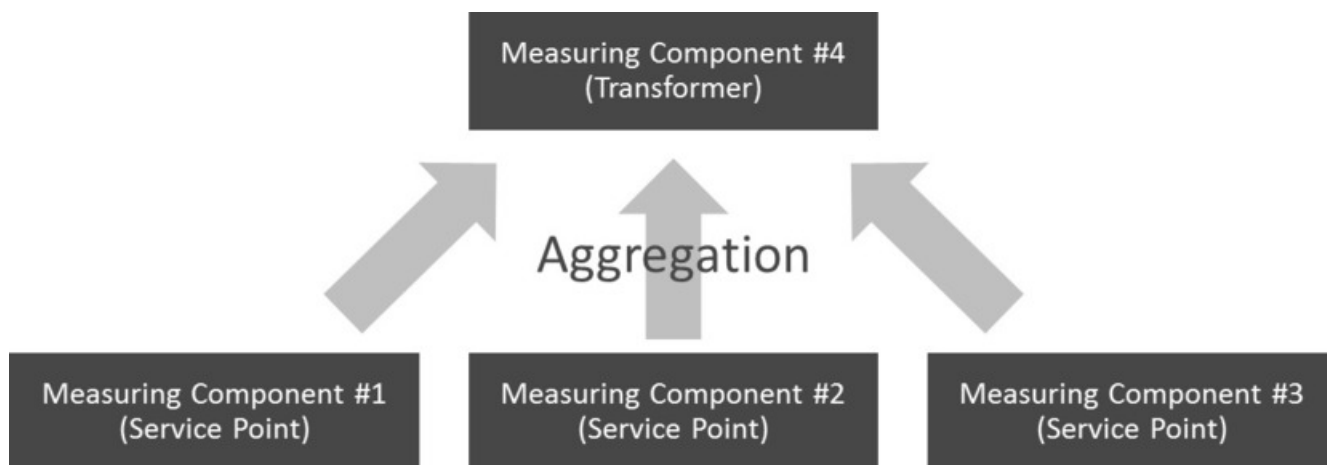 Measuring Component #4
(Transformer)
Aggregation
Measuring Component #1
(Service Point)
Measuring Component #2
(Service Point)
Measuring Component #3
(Service Point)